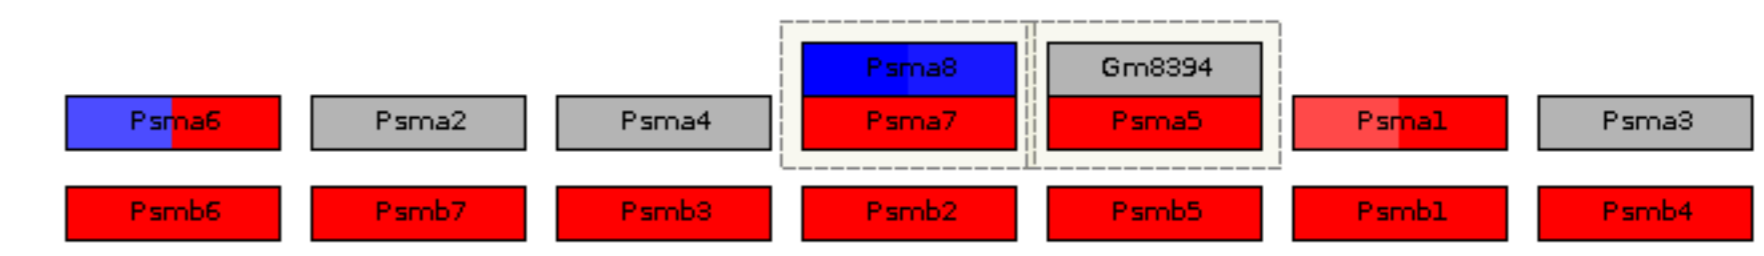 Psma8 Gm8394
Psma6 Psma2 Psma4 Psma7 Psma5 Psma1 Psma3
Psmb6 Psmb7 Psmb3 Psmb2 Psmb5 Psmb1 Psmb4